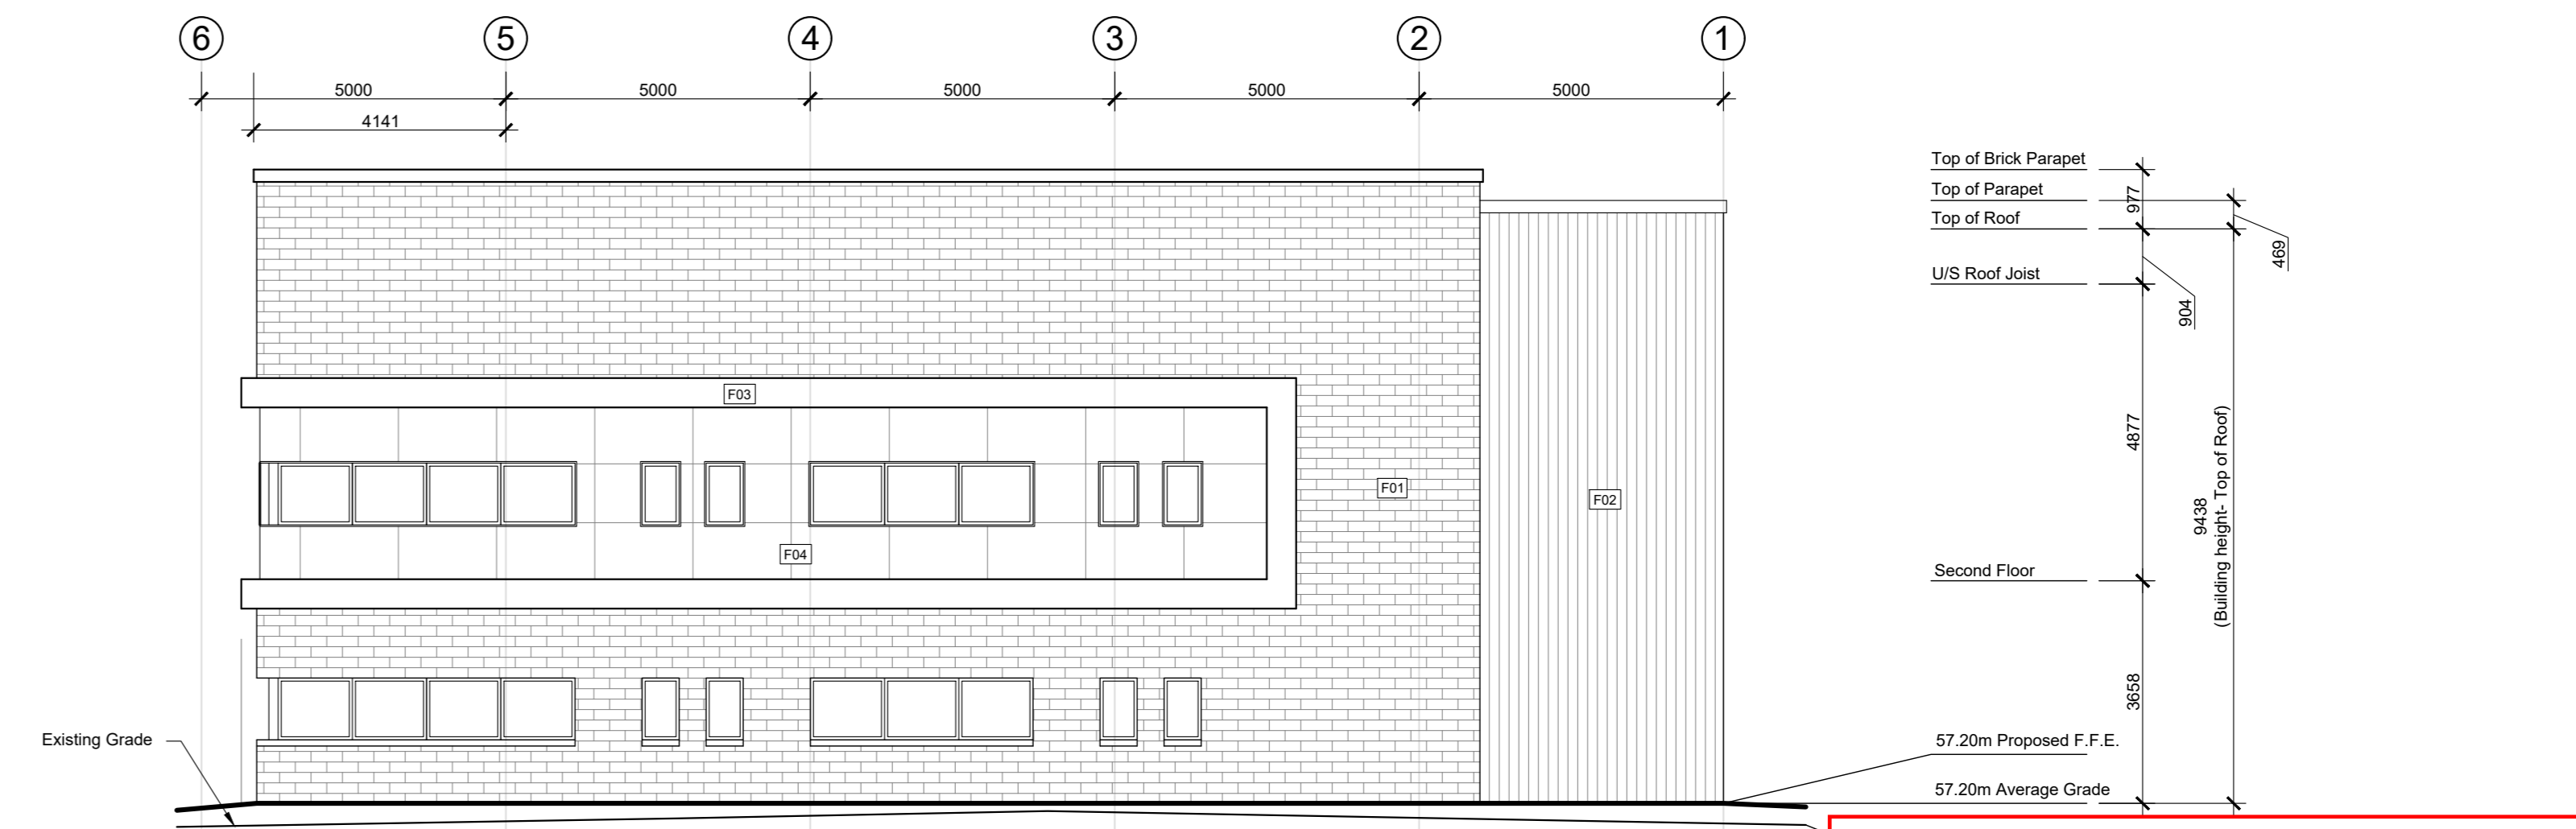 6 5 4 3 2 1
5000 5000 5000 5000 5000
4141
Top of Brick Parapet
977
Top of Parapet
Top of Roof
469
U/S Roof Joist
904
F03
4877
F01
F02
9438
(Building height- Top of Roof)
F04
Second Floor
3658
Existing Grade
57.20m Proposed F.F.E.
57.20m Average Grade